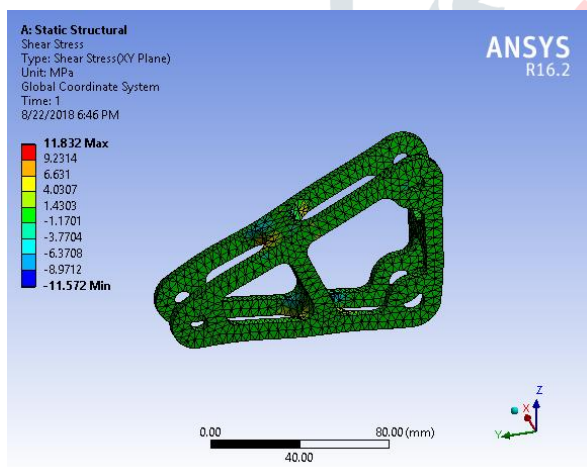 A: Static Structural
Shear Stress
Type: Shear Stress(XY Plane)
Unit: MPa
Global Coordinate System
Time: 1
8/22/2018 6:46 PM
ANSYS
R16.2
11.832 Max
9.2314
6.631
4.0307
1.4303
-1.1701
-3.7704
-6.3708
-8.9712
-11.572 Min
0.00
80.00 (mm)
40.00
Z
X
Y